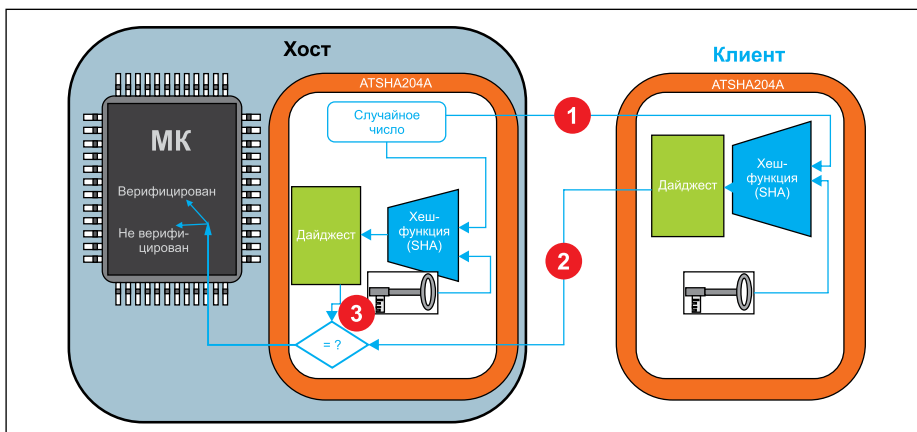 Хост
Клиент
ATSHA204A
ATSHA204A
Случайное
число
1
МК
Верифицирован
Не верифи-
цирован
Дайджест
Хеш-
функция
(SHA)
Дайджест
Хеш-
функция
(SHA)
2
3
= ?